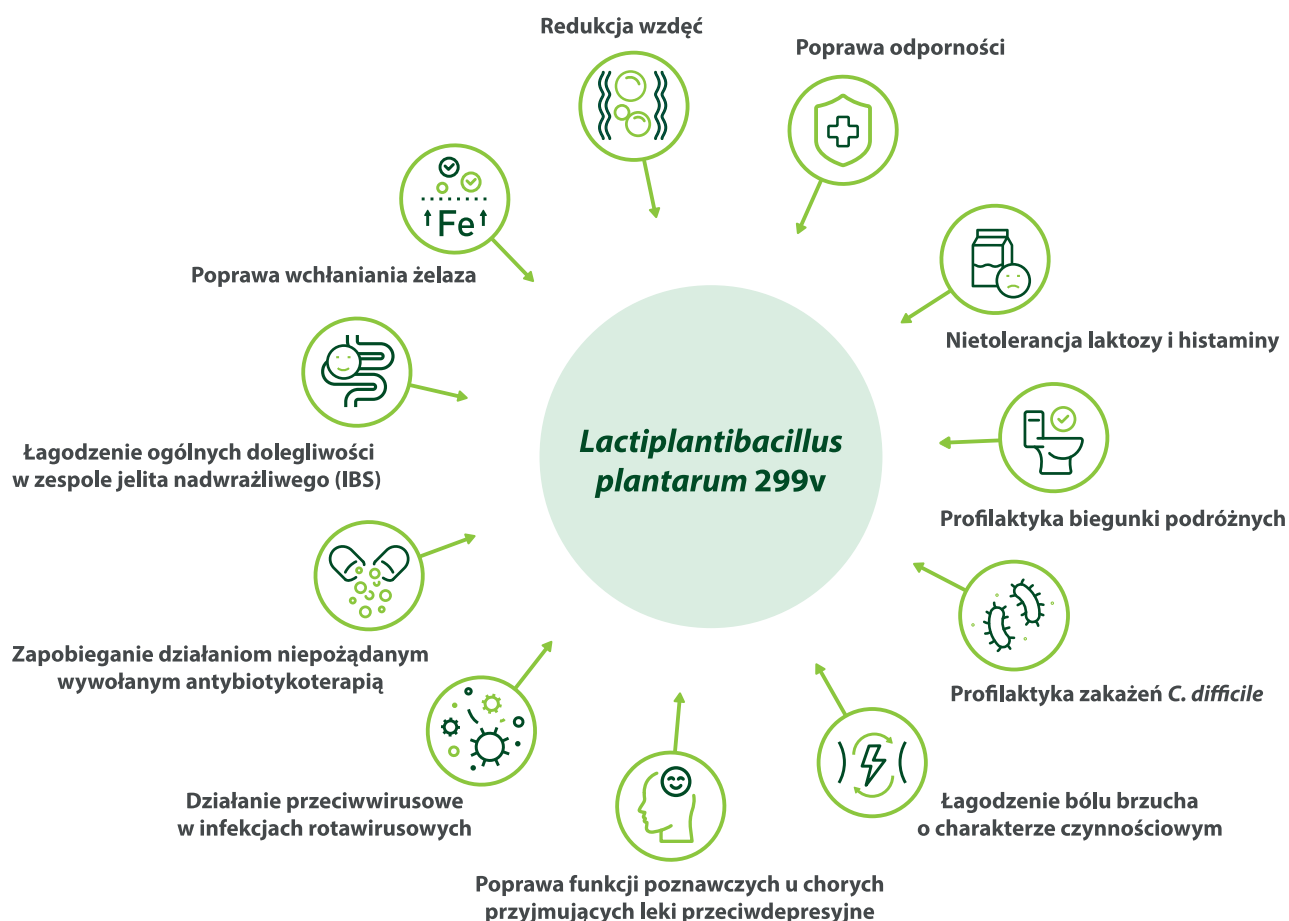 Redukcja wzdęć
Poprawa odporności
Fe
Poprawa wchłaniania żelaza
Nietolerancja laktozy i histaminy
Łagodzenie ogólnych dolegliwości
w zespole jelita nadwrażliwego (IBS)
Lactiplantibacillus
plantarum 299v
Profilaktyka biegunki podróżnych
Zapobieganie działaniom niepożądanym
wywołanym antybiotykoterapią
Profilaktyka zakażeń C. difficile
Działanie przeciwwirusowe
w infekcjach rotawirusowych
Łagodzenie bólu brzucha
o charakterze czynnościowym
Poprawa funkcji poznawczych u chorych
przyjmujących leki przeciwdepresyjne